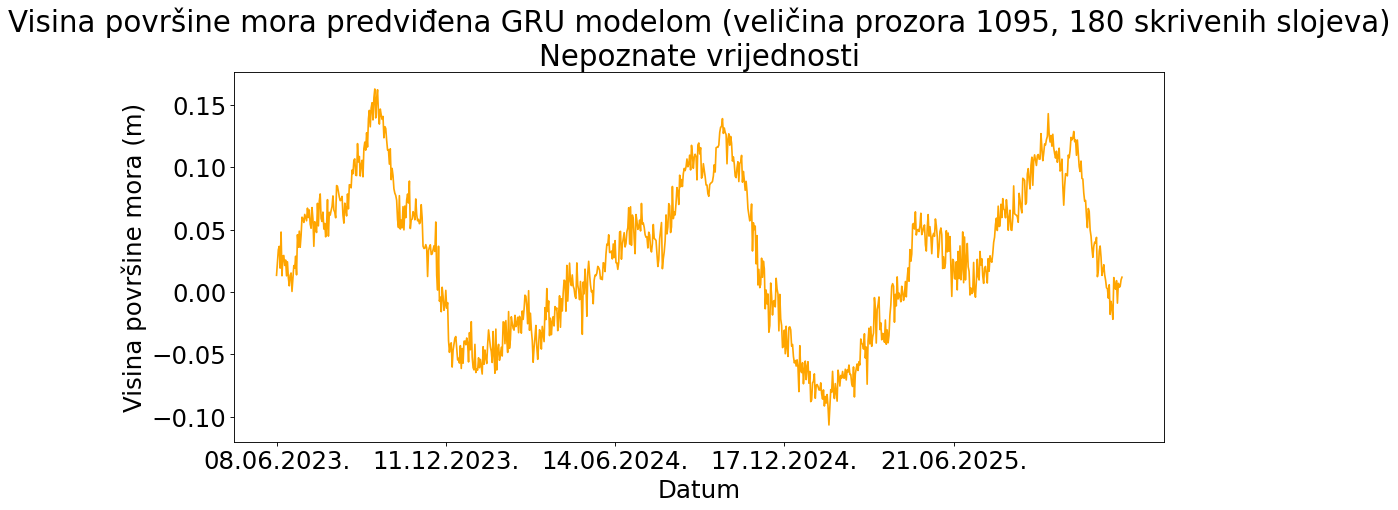 Visina površine mora predviđena GRU modelom (veličina prozora 1095, 180 skrivenih slojeva)
Nepoznate vrijednosti
Visina površine mora (m)
0.15
0.10
0.05
0.00
−0.05
−0.10
08.06.2023. 11.12.2023. 14.06.2024. 17.12.2024. 21.06.2025.
Datum